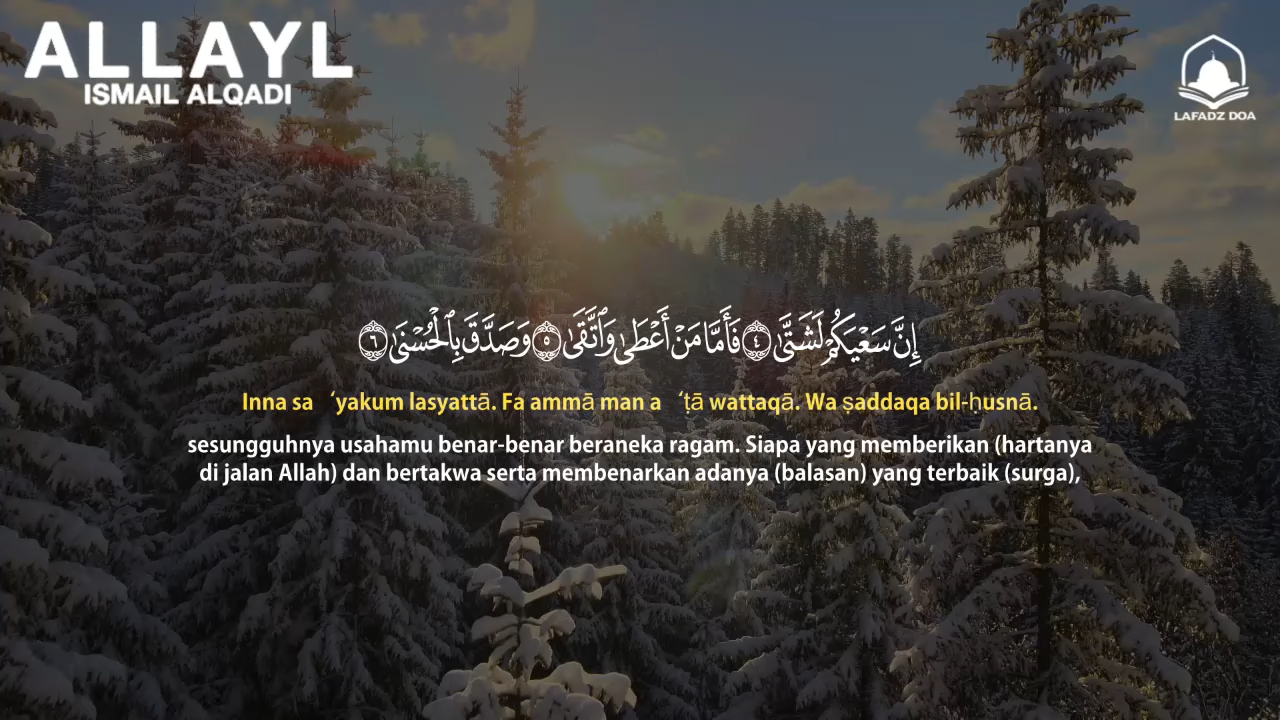 ALLAYL
ISMAIL ALQADI
LAFADZ DOA
إِنَّ سَعْيَكُمْ لَشَتَّىٰ ۝٤ فَأَمَّا مَنْ أَعْطَىٰ وَٱتَّقَىٰ ۝٥ وَصَدَّقَ بِٱلْحُسْنَىٰ ۝٦
Inna sa ‘yakum lasyattā. Fa ammā man a ‘ṭā wattaqā. Wa ṣaddaqa bil-ḥusnā.
sesungguhnya usahamu benar-benar beraneka ragam. Siapa yang memberikan (hartanya
di jalan Allah) dan bertakwa serta membenarkan adanya (balasan) yang terbaik (surga),